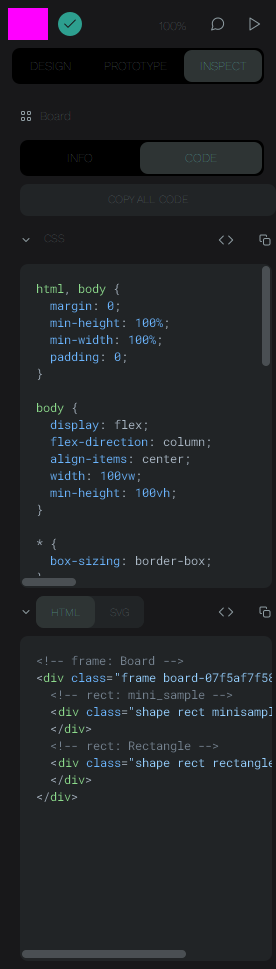 100%
DESIGN PROTOTYPE INSPECT
Board
INFO CODE
COPY ALL CODE
CSS
html, body {
  margin: 0;
  min-height: 100%;
  min-width: 100%;
  padding: 0;
}
body {
  display: flex;
  flex-direction: column;
  align-items: center;
  width: 100vw;
  min-height: 100vh;
}
* {
  box-sizing: border-box;
}
HTML SVG
<!-- frame: Board -->
<div class="frame board-07f5af7f58
  <!-- rect: mini_sample -->
  <div class="shape rect minisampl
  </div>
  <!-- rect: Rectangle -->
  <div class="shape rect rectangle
  </div>
</div>